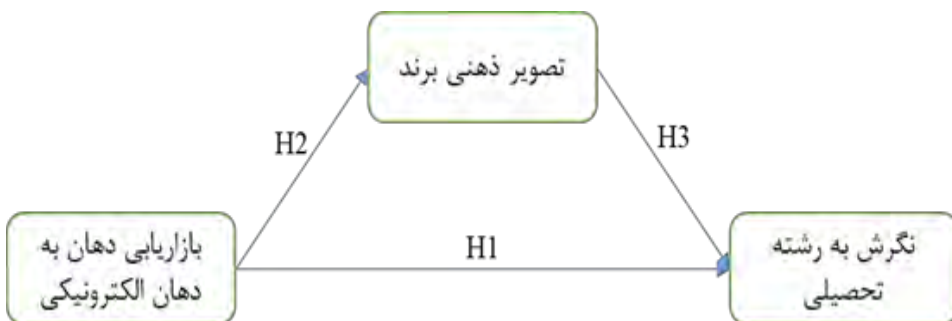 تصویر ذهنی برند
H2
H3
بازاریابی دهان به
دهان الکترونیکی
H1
نگرش به رشته
تحصیلی